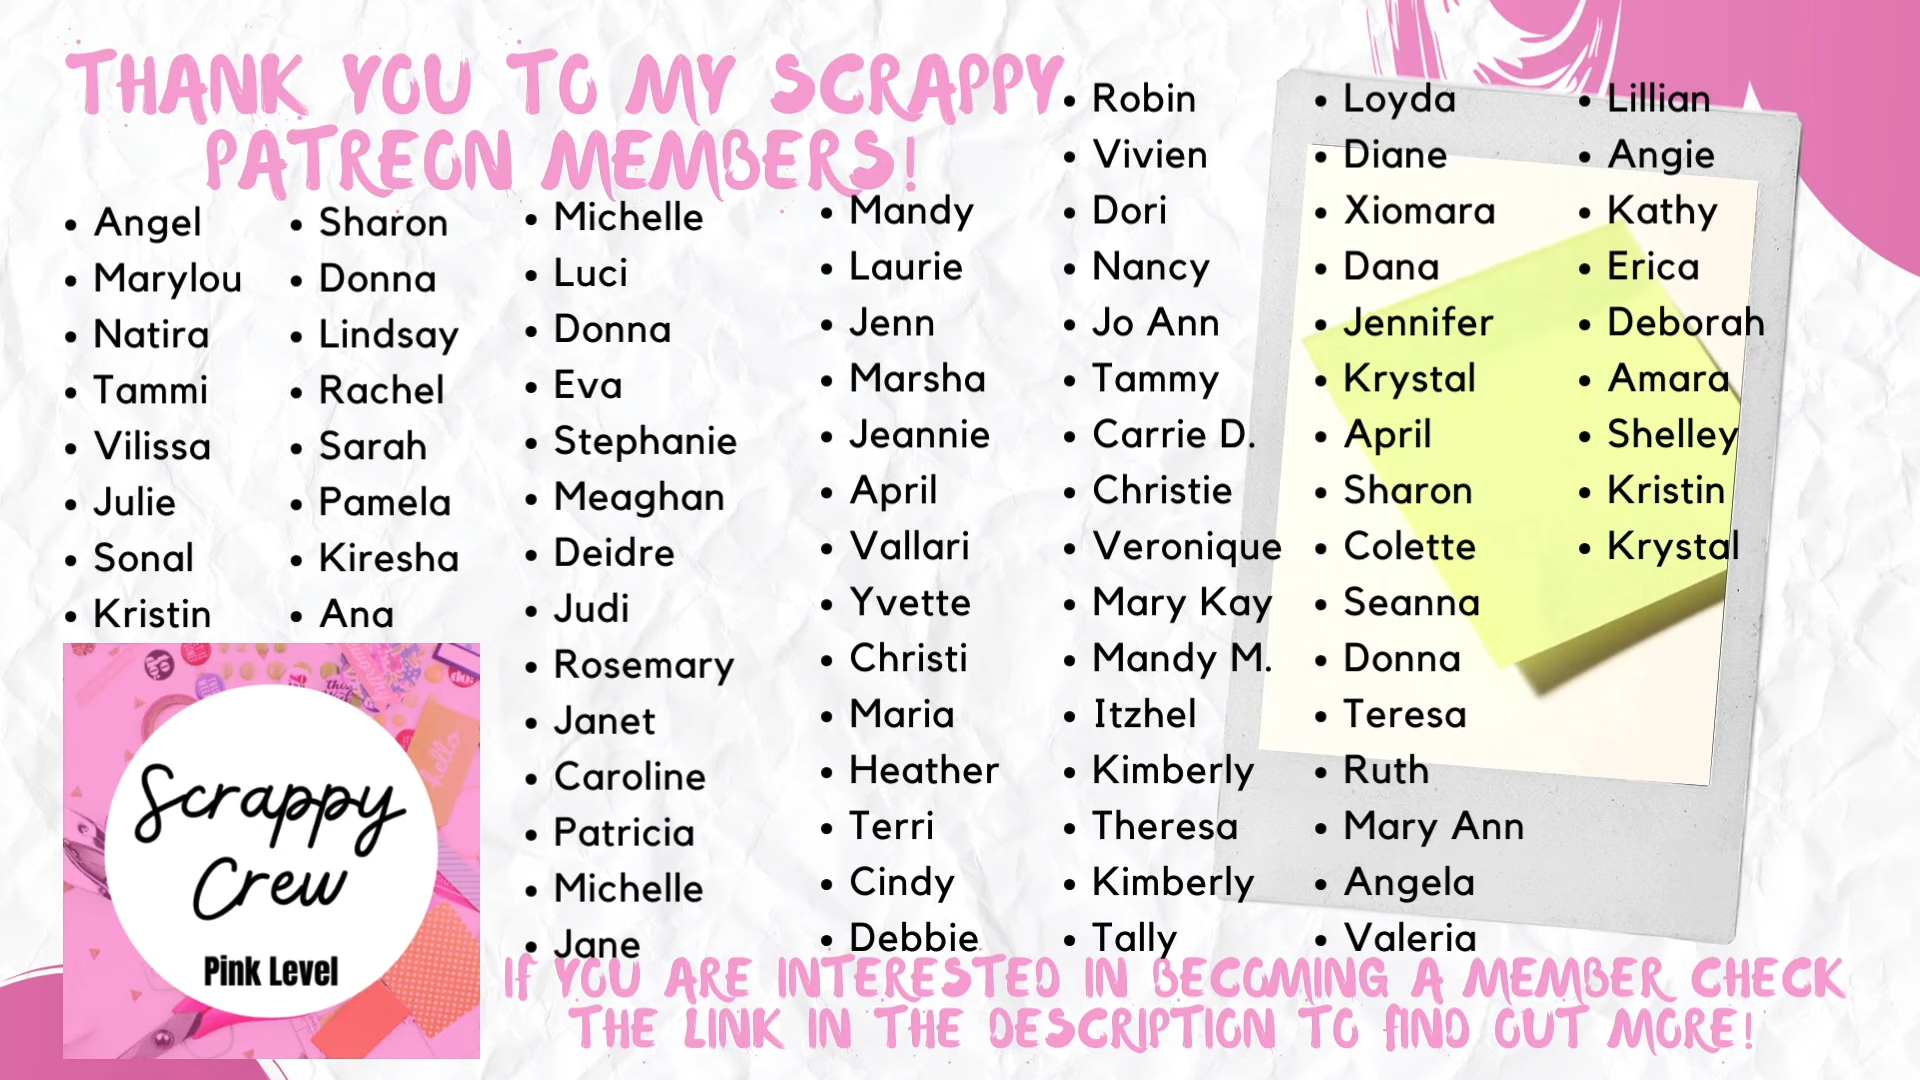 THANK YOU TO MY SCRAPPY
PATREON MEMBERS!
• Angel
• Marylou
• Natira
• Tammi
• Vilissa
• Julie
• Sonal
• Kristin
• Sharon
• Donna
• Lindsay
• Rachel
• Sarah
• Pamela
• Kiresha
• Ana
• Michelle
• Luci
• Donna
• Eva
• Stephanie
• Meaghan
• Deidre
• Judi
• Rosemary
• Janet
• Caroline
• Patricia
• Michelle
• Jane
• Mandy
• Laurie
• Jenn
• Marsha
• Jeannie
• April
• Vallari
• Yvette
• Christi
• Maria
• Heather
• Terri
• Cindy
• Debbie
• Robin
• Vivien
• Dori
• Nancy
• Jo Ann
• Tammy
• Carrie D.
• Christie
• Veronique
• Mary Kay
• Mandy M.
• Itzhel
• Kimberly
• Theresa
• Kimberly
• Tally
• Loyda
• Diane
• Xiomara
• Dana
• Jennifer
• Krystal
• April
• Sharon
• Colette
• Seanna
• Donna
• Teresa
• Ruth
• Mary Ann
• Angela
• Valeria
• Lillian
• Angie
• Kathy
• Erica
• Deborah
• Amara
• Shelley
• Kristin
• Krystal
hello
Scrappy
Crew
Pink Level
IF YOU ARE INTERESTED IN BECOMING A MEMBER CHECK
THE LINK IN THE DESCRIPTION TO FIND OUT MORE!